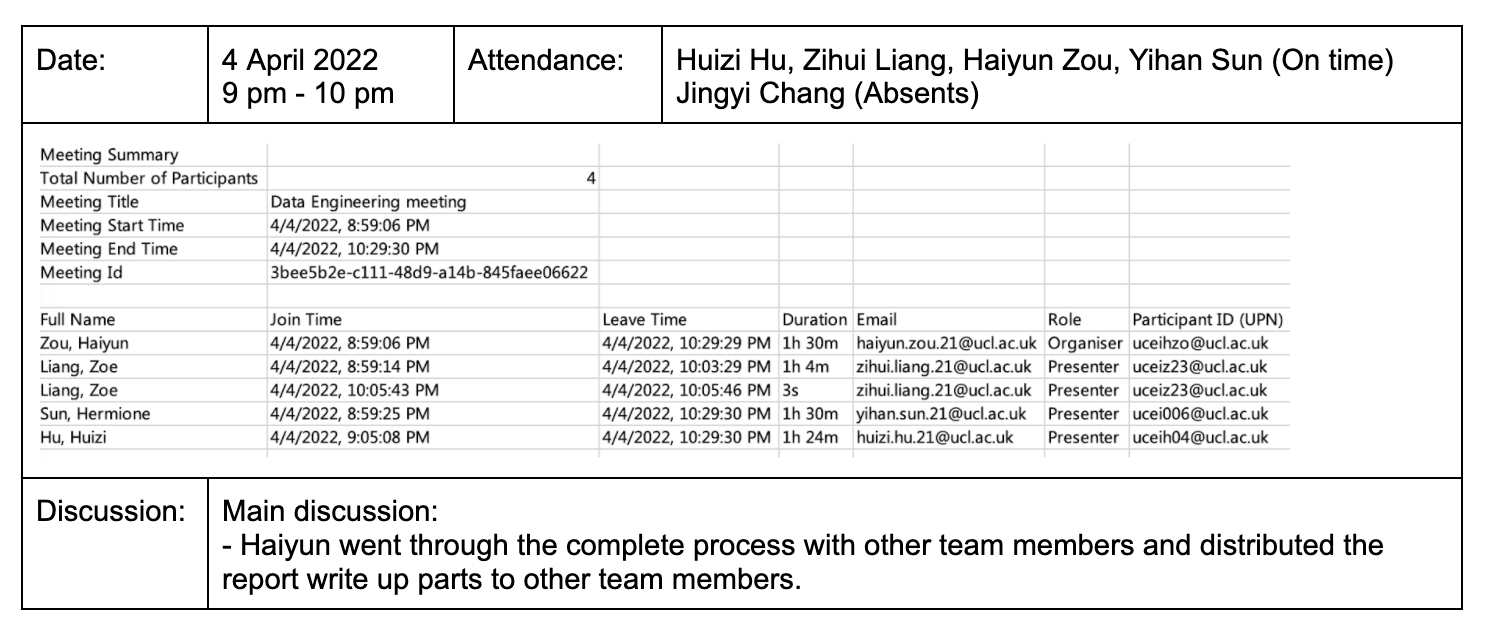 Date:
4 April 2022
9 pm - 10 pm
Attendance:
Huizi Hu, Zihui Liang, Haiyun Zou, Yihan Sun (On time)
Jingyi Chang (Absents)
Meeting Summary
Total Number of Participants 4
Meeting Title Data Engineering meeting
Meeting Start Time 4/4/2022, 8:59:06 PM
Meeting End Time 4/4/2022, 10:29:30 PM
Meeting Id 3bee5b2e-c111-48d9-a14b-845faee06622
Full Name Join Time Leave Time Duration Email Role Participant ID (UPN)
Zou, Haiyun 4/4/2022, 8:59:06 PM 4/4/2022, 10:29:29 PM 1h 30m haiyun.zou.21@ucl.ac.uk Organiser uceihzo@ucl.ac.uk
Liang, Zoe 4/4/2022, 8:59:14 PM 4/4/2022, 10:03:29 PM 1h 4m zihui.liang.21@ucl.ac.uk Presenter uceiz23@ucl.ac.uk
Liang, Zoe 4/4/2022, 10:05:43 PM 4/4/2022, 10:05:46 PM 3s zihui.liang.21@ucl.ac.uk Presenter uceiz23@ucl.ac.uk
Sun, Hermione 4/4/2022, 8:59:25 PM 4/4/2022, 10:29:30 PM 1h 30m yihan.sun.21@ucl.ac.uk Presenter ucei006@ucl.ac.uk
Hu, Huizi 4/4/2022, 9:05:08 PM 4/4/2022, 10:29:30 PM 1h 24m huizi.hu.21@ucl.ac.uk Presenter uceih04@ucl.ac.uk
Discussion:
Main discussion:
- Haiyun went through the complete process with other team members and distributed the
report write up parts to other team members.